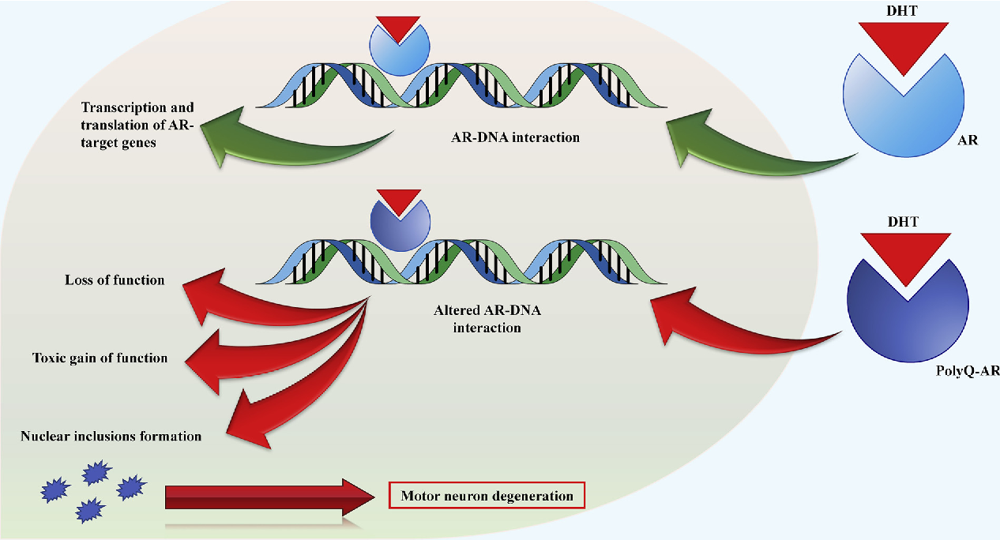 DHT
Transcription and
translation of AR-
target genes
AR-DNA interaction
AR
DHT
Loss of function
Altered AR-DNA
interaction
Toxic gain of function
PolyQ-AR
Nuclear inclusions formation
Motor neuron degeneration